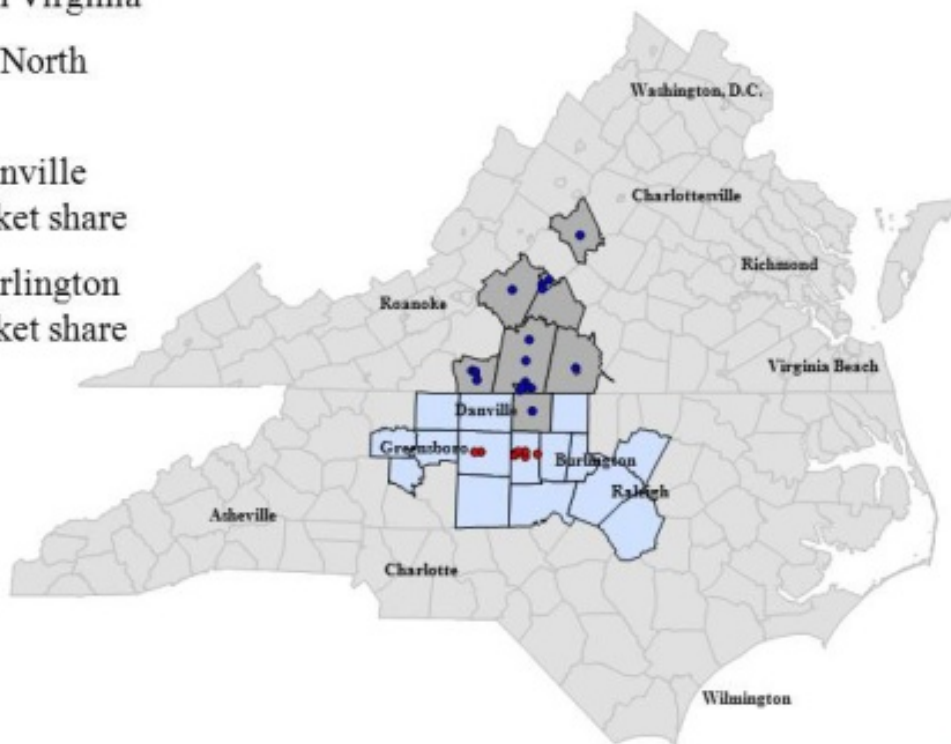 Virginia
North
nville
ket share
rlington
ket share
Washington, D.C.
Charlottesville
Richmond
Roanoke
Virginia Beach
Danville
Greensboro
Burlington
Raleigh
Asheville
Charlotte
Wilmington